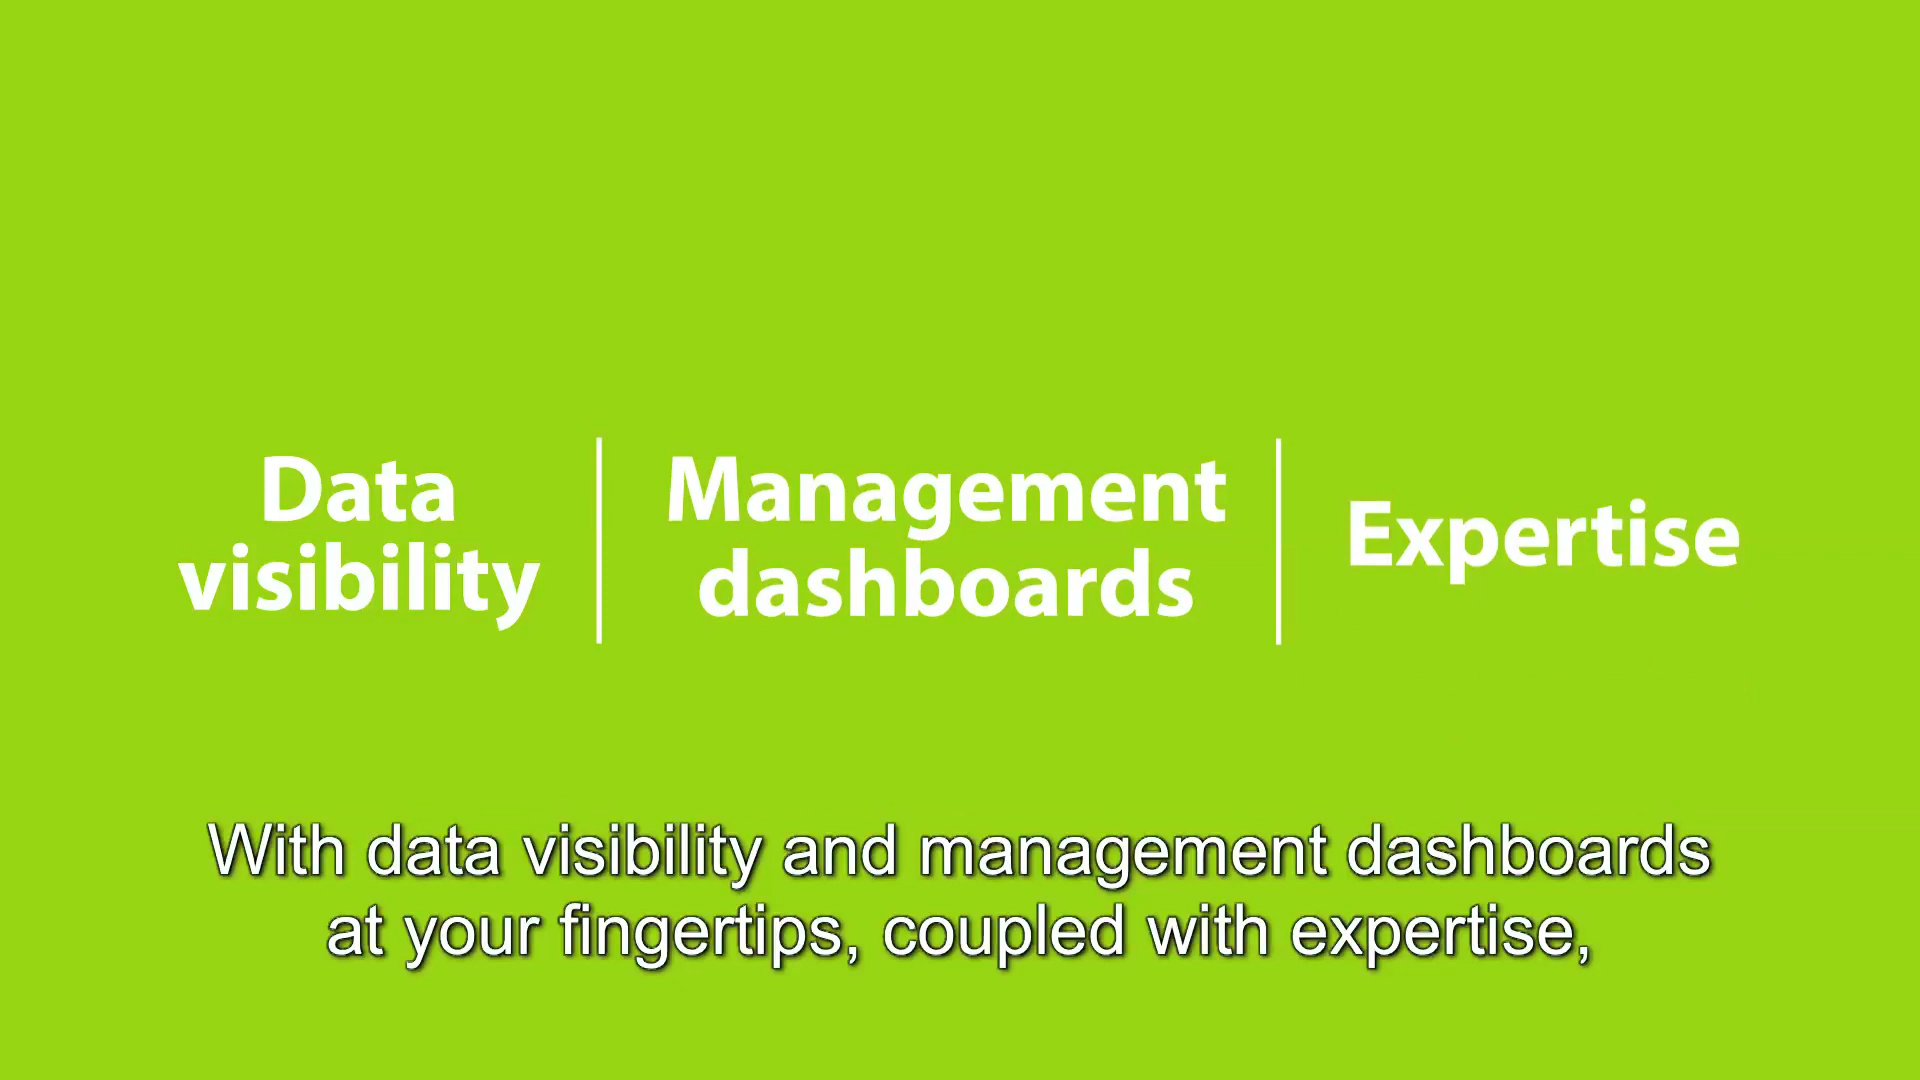 Data
visibility
Management
dashboards
Expertise
With data visibility and management dashboards
at your fingertips, coupled with expertise,